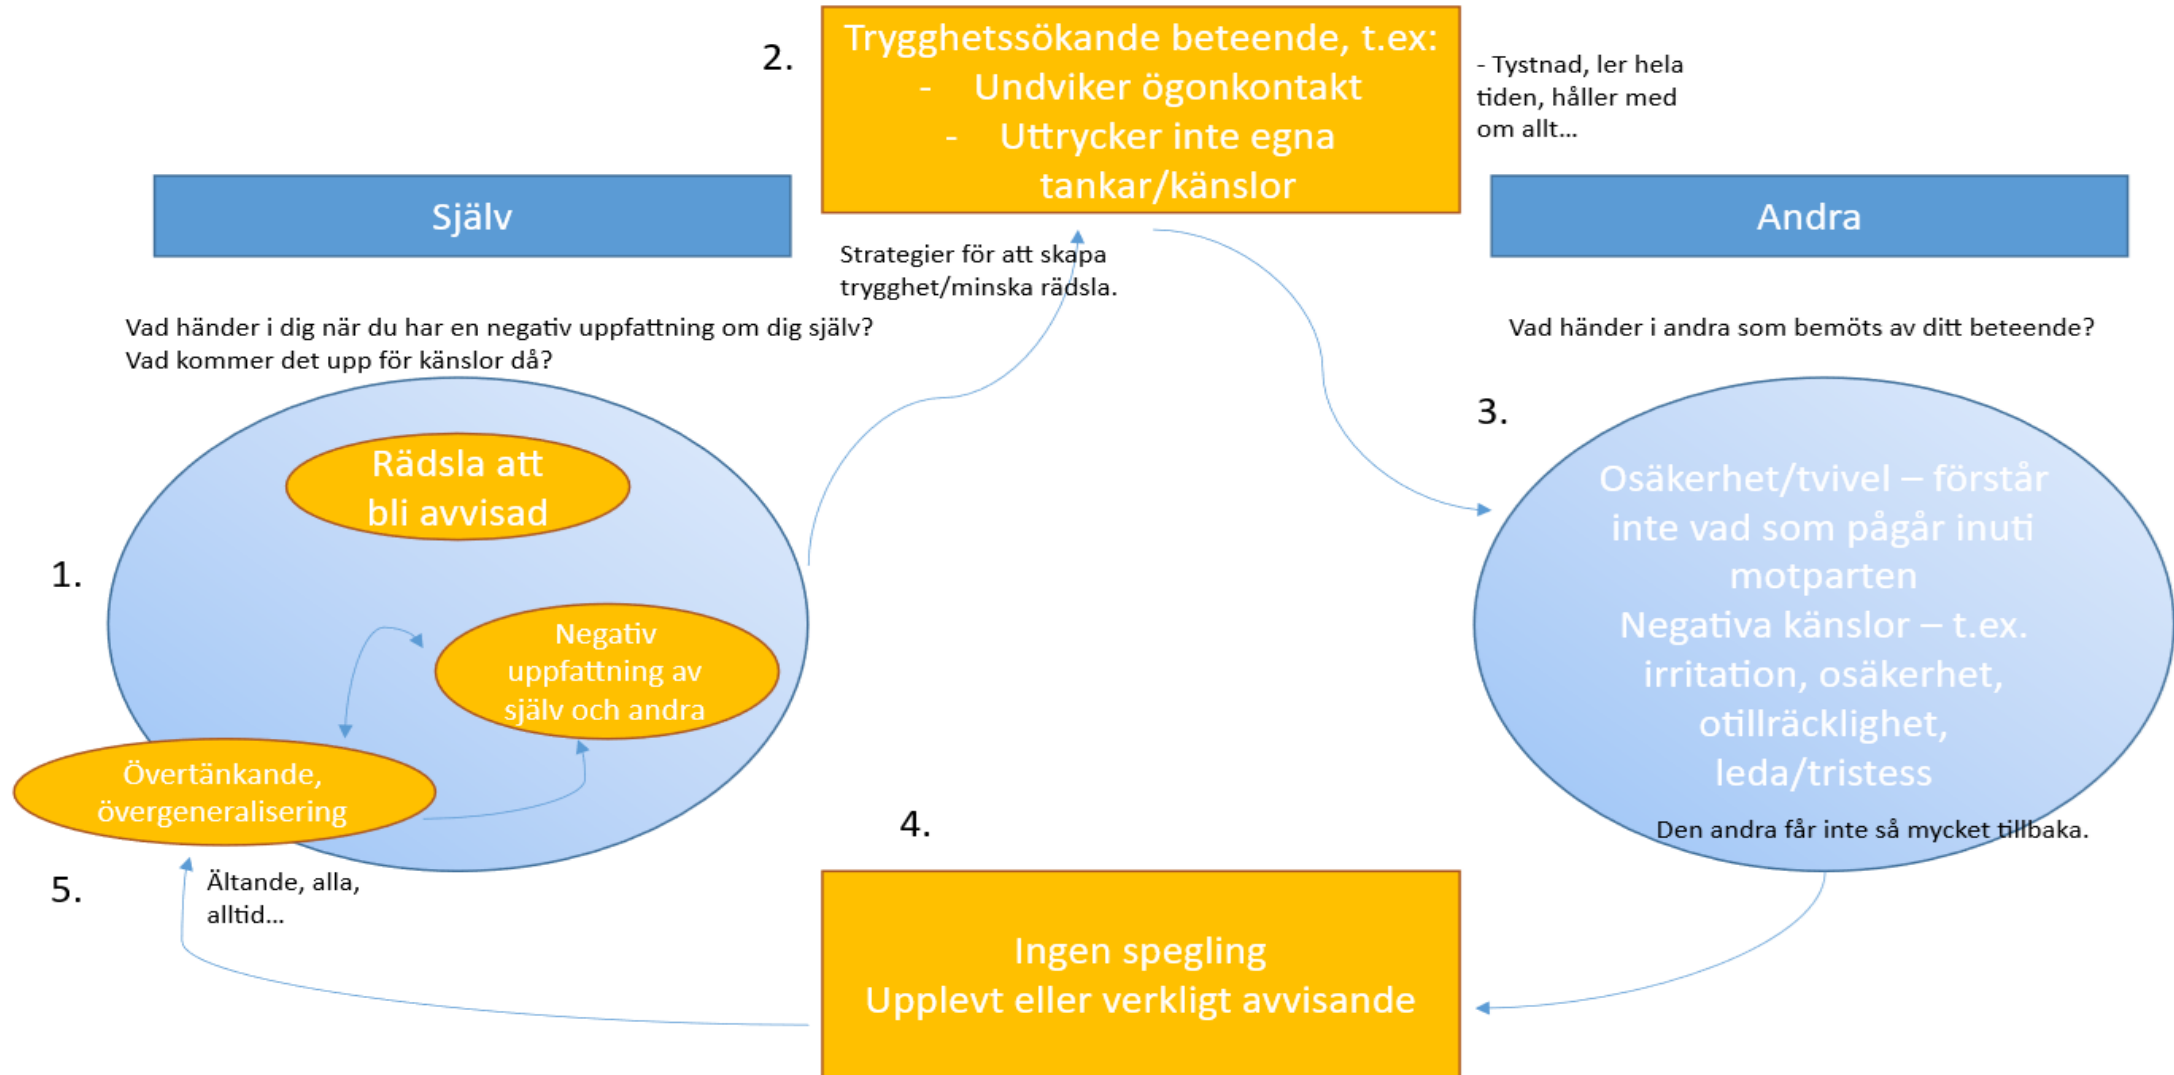 2.
Trygghetssökande beteende, t.ex:
- Undviker ögonkontakt
- Uttrycker inte egna
tankar/känslor
- Tystnad, ler hela
tiden, håller med
om allt...
Själv
Andra
Strategier för att skapa
trygghet/minska rädsla.
Vad händer i dig när du har en negativ uppfattning om dig själv?
Vad kommer det upp för känslor då?
Vad händer i andra som bemöts av ditt beteende?
1.
Rädsla att
bli avvisad
Negativ
uppfattning av
själv och andra
Övertänkande,
övergeneralisering
3.
Osäkerhet/tvivel – förstår
inte vad som pågår inuti
motparten
Negativa känslor – t.ex.
irritation, osäkerhet,
otillräcklighet,
leda/tristess
Den andra får inte så mycket tillbaka.
4.
Ingen spegling
Upplevt eller verkligt avvisande
5.
Ältande, alla,
alltid...